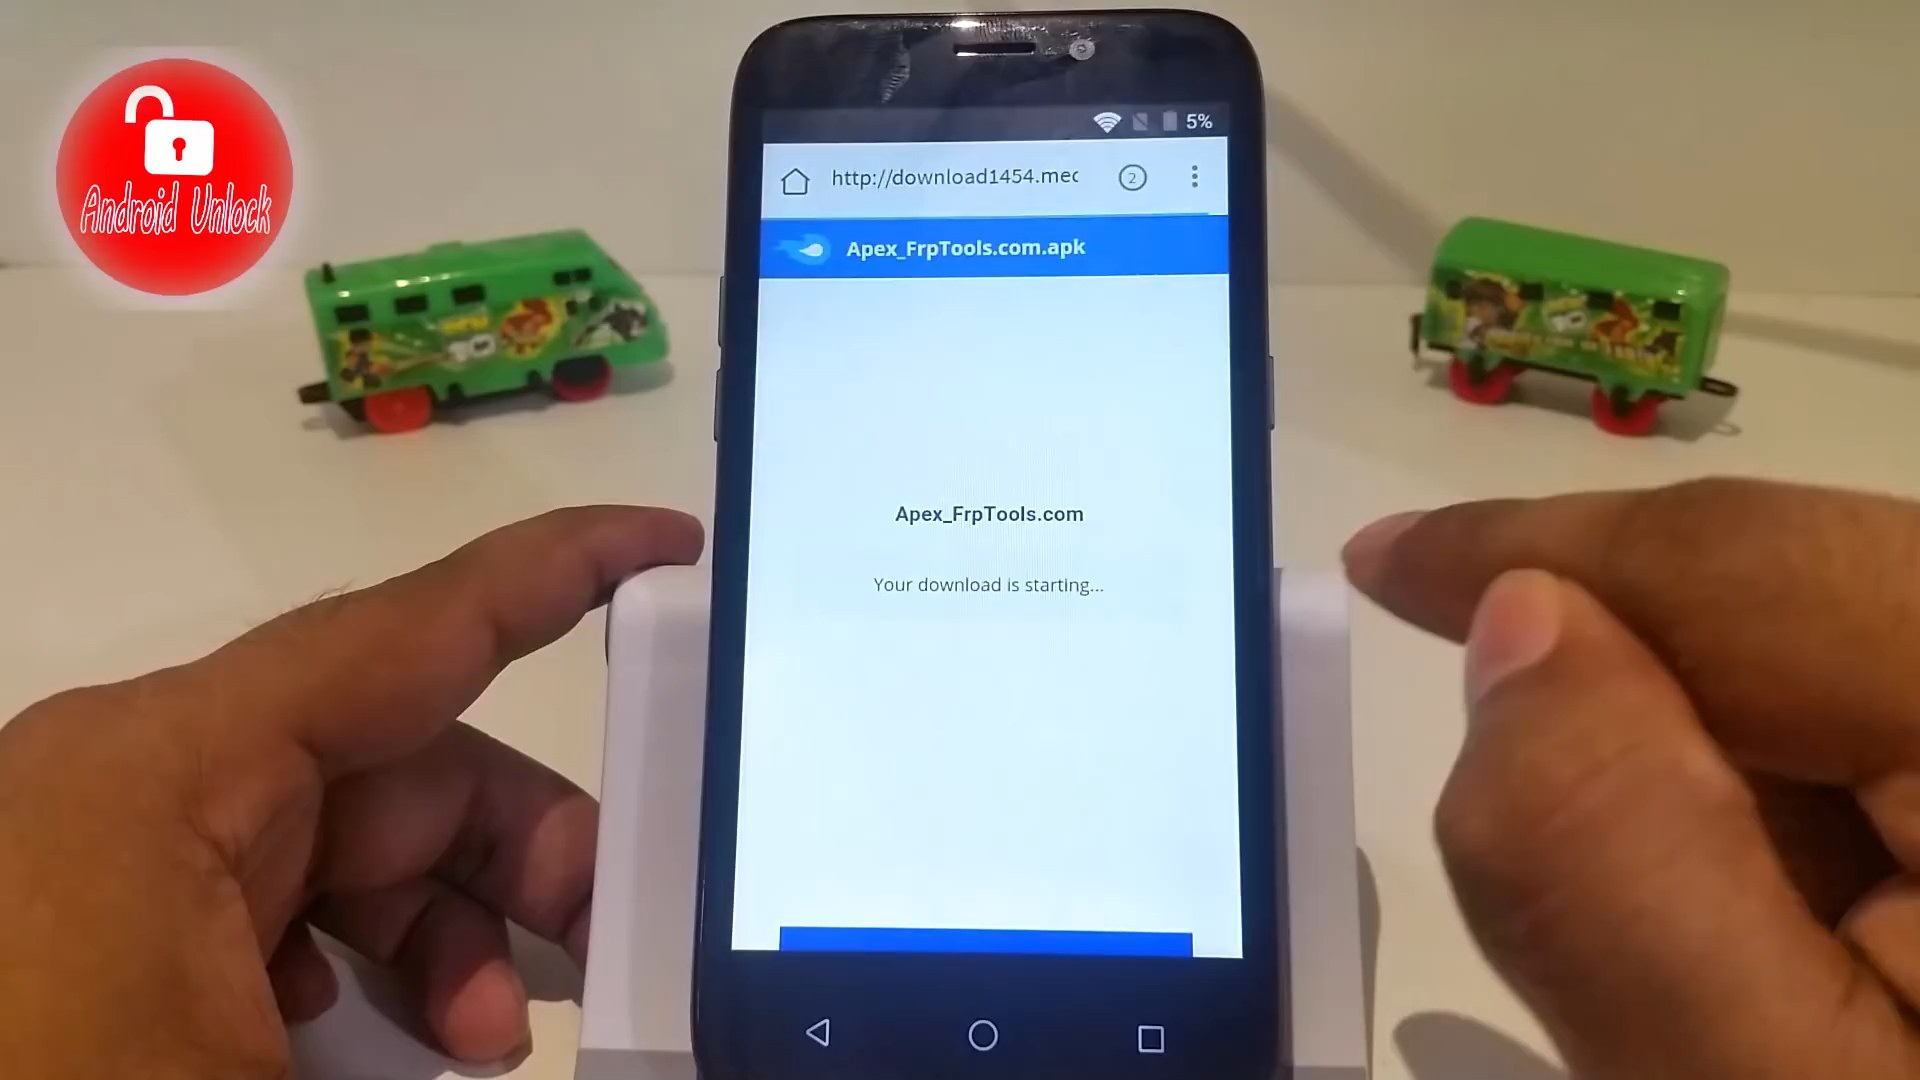 Android Unlock
5%
http://download1454.mec
2
Apex_FrpTools.com.apk
Apex_FrpTools.com
Your download is starting...